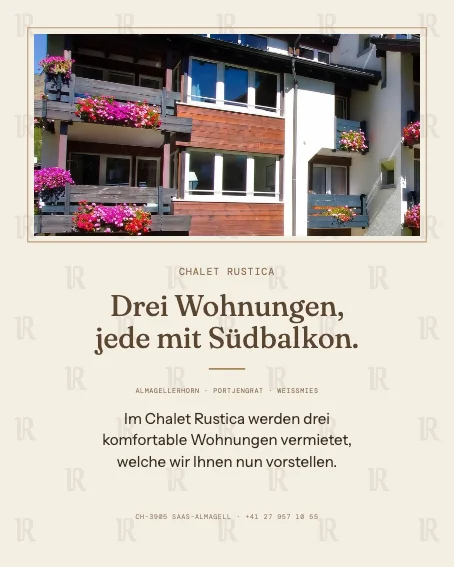 CHALET RUSTICA
Drei Wohnungen,
jede mit Südbalkon.
ALMAGELLERHORN · PORTJENGRAT · WEISSMIES
Im Chalet Rustica werden drei
komfortable Wohnungen vermietet,
welche wir Ihnen nun vorstellen.
CH-3905 SAAS-ALMAGELL · +41 27 957 10 55